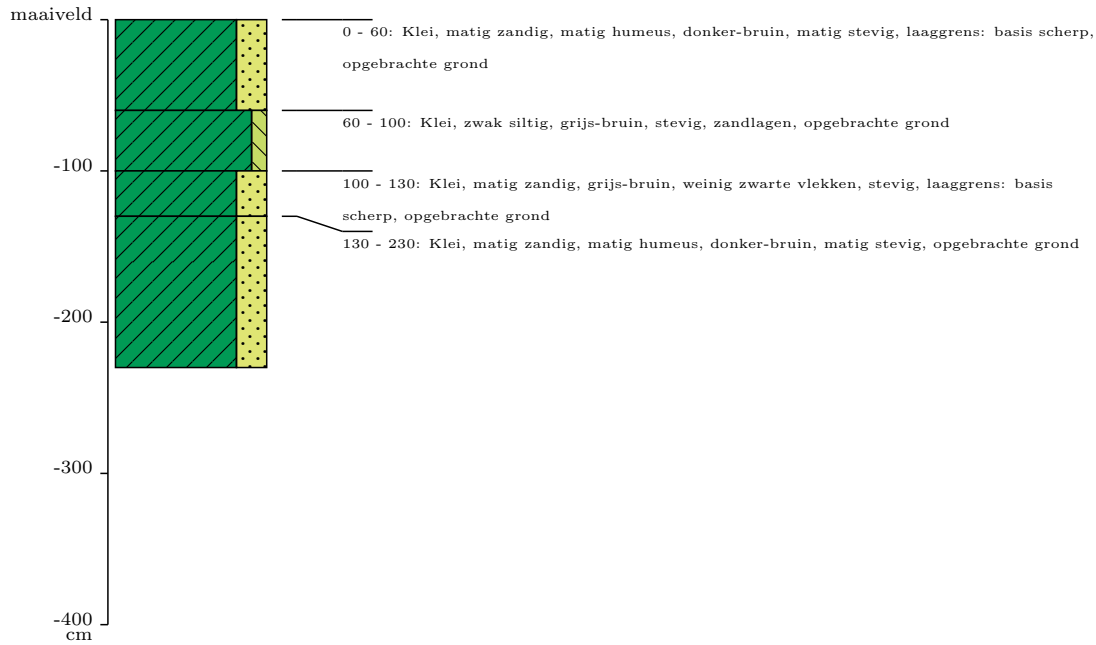 maaiveld
0 - 60: Klei, matig zandig, matig humeus, donker-bruin, matig stevig, laaggrens: basis scherp,
opgebrachte grond
60 - 100: Klei, zwak siltig, grijs-bruin, stevig, zandlagen, opgebrachte grond
-100
100 - 130: Klei, matig zandig, grijs-bruin, weinig zwarte vlekken, stevig, laaggrens: basis
scherp, opgebrachte grond
130 - 230: Klei, matig zandig, matig humeus, donker-bruin, matig stevig, opgebrachte grond
-200
-300
-400
cm